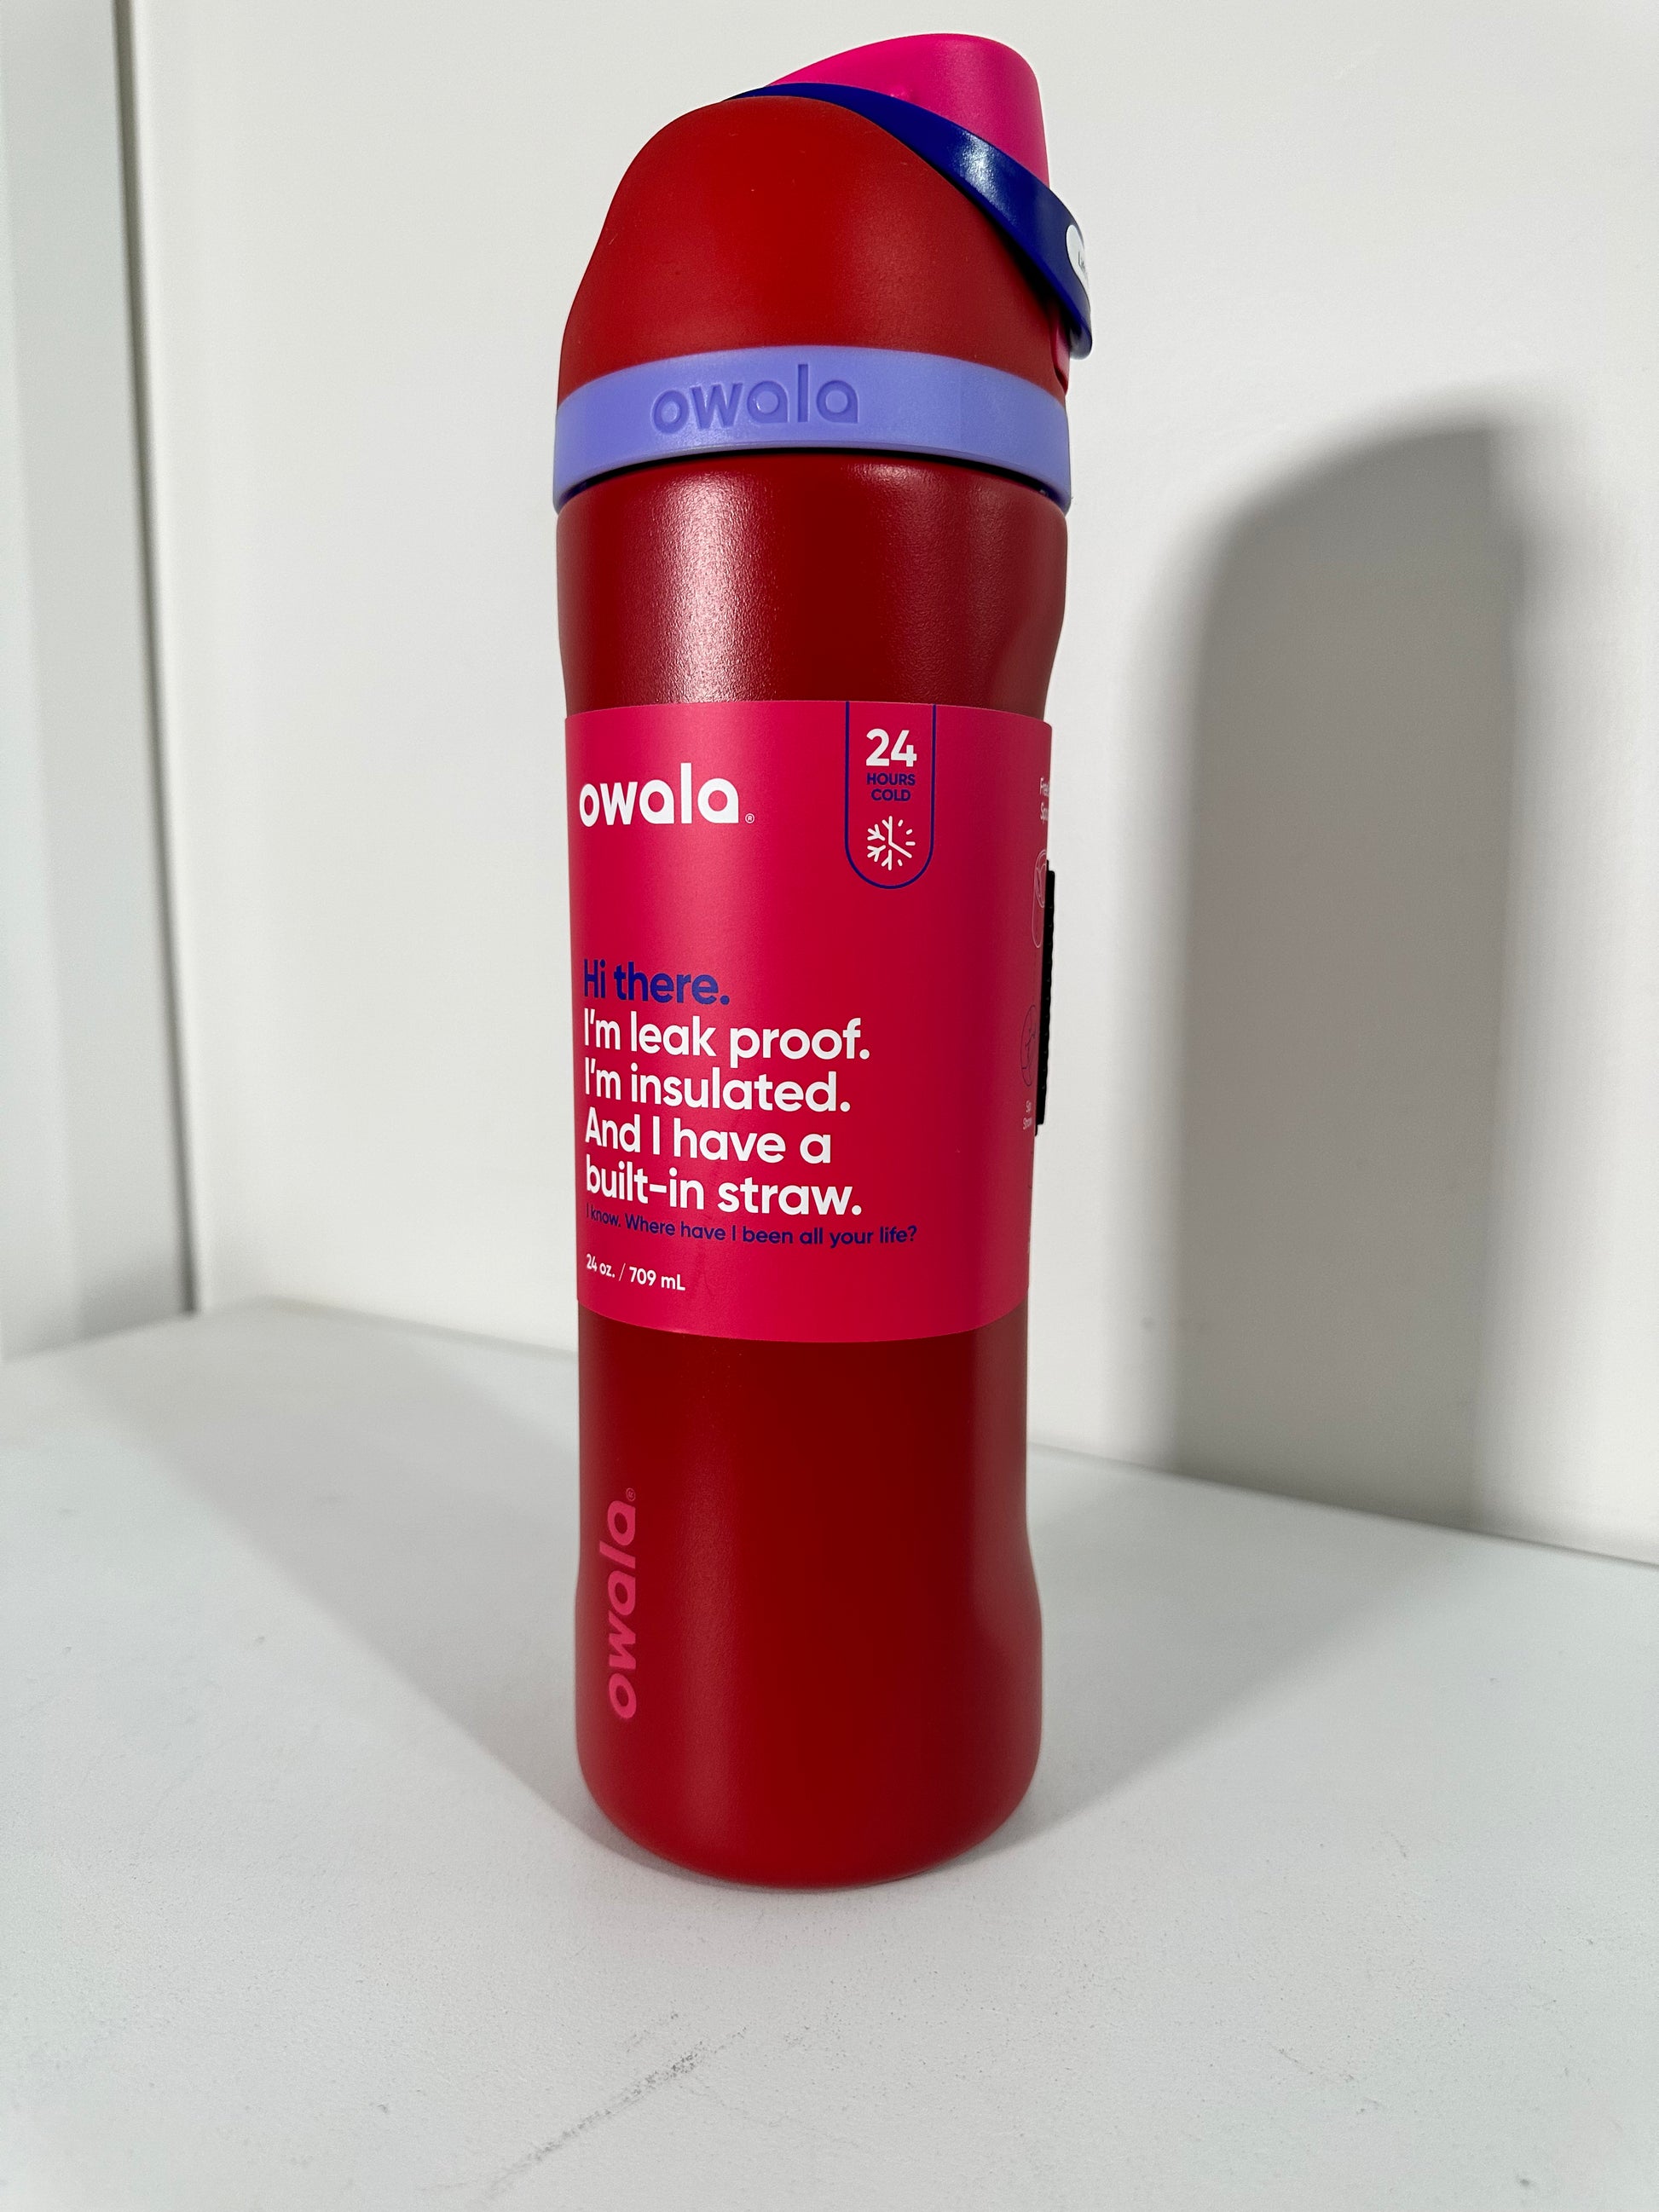 owala
owala®
24
HOURS
COLD
Hi there.
I'm leak proof.
I'm insulated.
And I have a
built-in straw.
I know. Where have I been all your life?
24 oz. / 709 mL
owala®